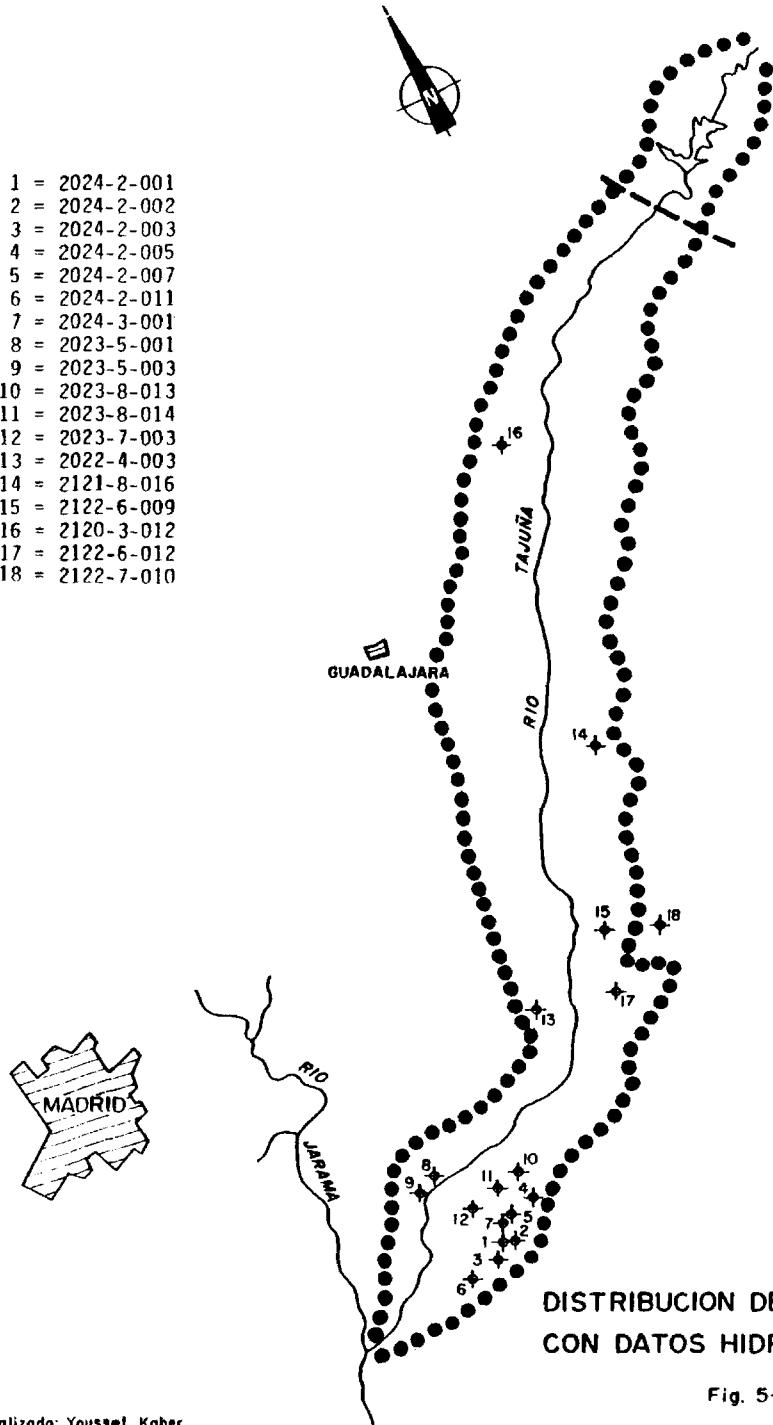 N
1 = 2024-2-001
2 = 2024-2-002
3 = 2024-2-003
4 = 2024-2-005
5 = 2024-2-007
6 = 2024-2-011
7 = 2024-3-001
8 = 2023-5-001
9 = 2023-5-003
10 = 2023-8-013
11 = 2023-8-014
12 = 2023-7-003
13 = 2022-4-003
14 = 2121-8-016
15 = 2122-6-009
16 = 2120-3-012
17 = 2122-6-012
18 = 2122-7-010
16
TAJUÑA
GUADALAJARA
RIO
14
15
18
17
13
RIO
MADRID
JARAMA
8
10
9
11
4
12
5
7
1
2
3
6
DISTRIBUCION DE
CON DATOS HIDR
Fig. 5-
alizado: Youssef Kaber